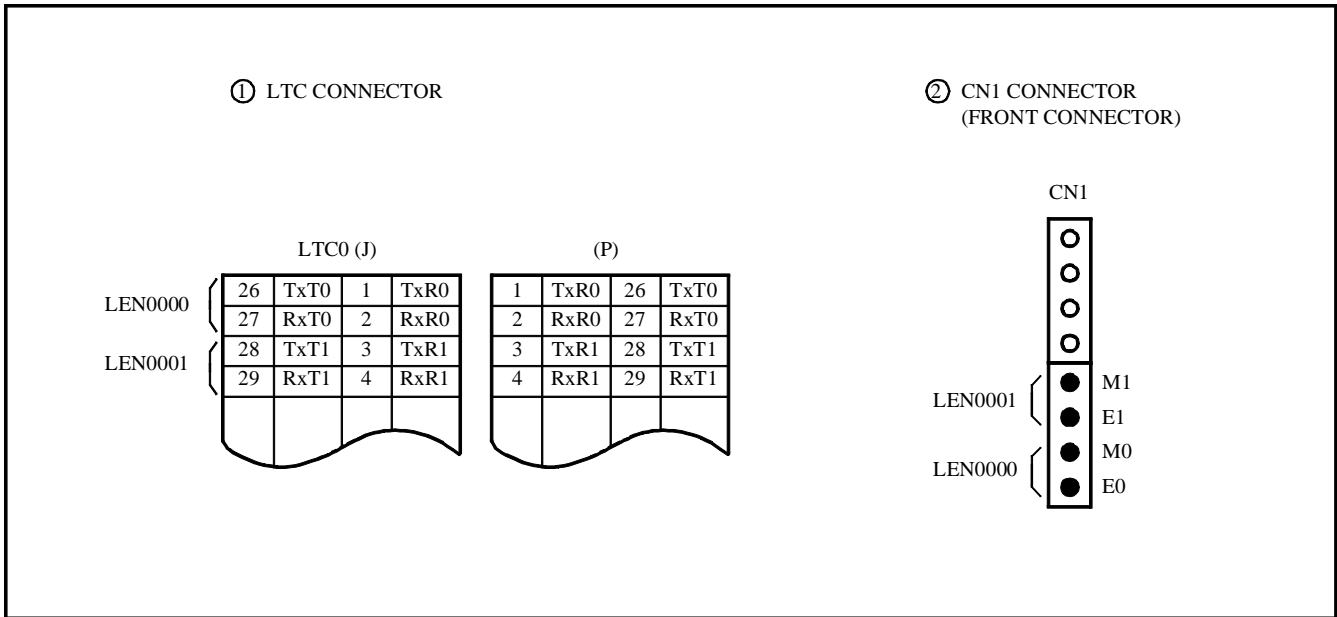 ① LTC CONNECTOR
② CN1 CONNECTOR
(FRONT CONNECTOR)
CN1
LTC0 (J)
(P)
LEN0000
LEN0001
26 TxT0 1 TxR0
27 RxT0 2 RxR0
28 TxT1 3 TxR1
29 RxT1 4 RxR1
1 TxR0 26 TxT0
2 RxR0 27 RxT0
3 TxR1 28 TxT1
4 RxR1 29 RxT1
LEN0001
M1
E1
LEN0000
M0
E0